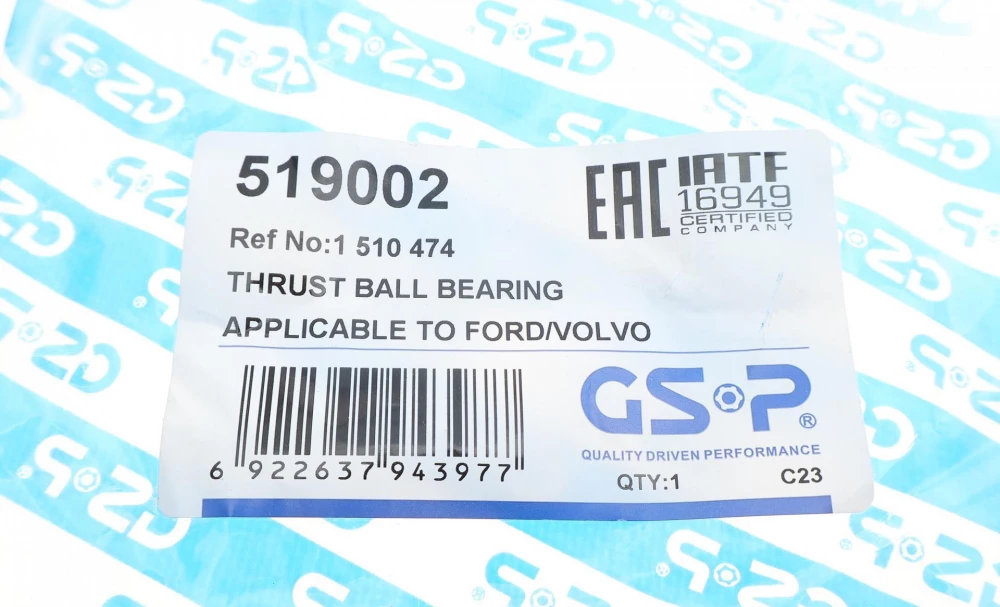 519002
EAC
IATF
16949
CERTIFIED
COMPANY
Ref No:1 510 474
THRUST BALL BEARING
APPLICABLE TO FORD/VOLVO
6 922637 943977
GSP®
QUALITY DRIVEN PERFORMANCE
QTY:1
C23